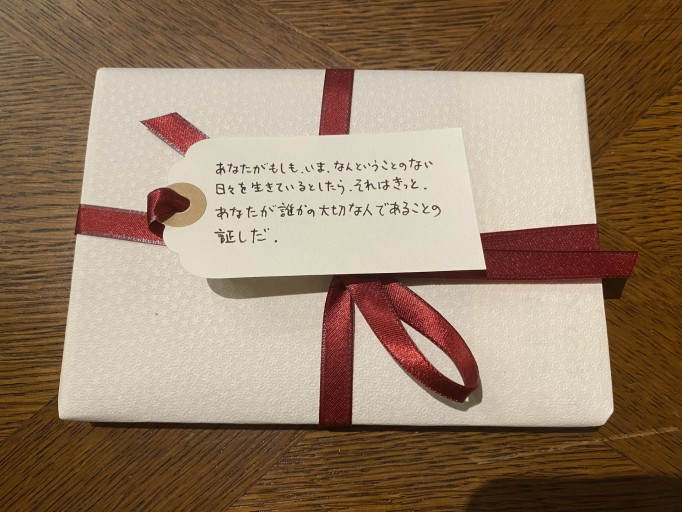 あなたがもしも、いま、なんということのない
日々を生きているとしたら、それはきっと、
あなたが誰かの大切な人であることの
証しだ。